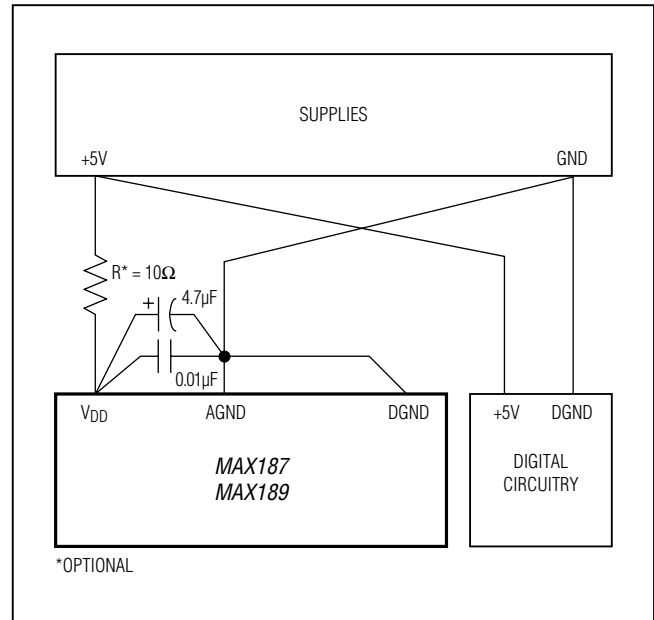 SUPPLIES
+5V GND
R* = 10Ω
+ 4.7µF
0.01µF
VDD AGND DGND
+5V DGND
MAX187
MAX189
DIGITAL
CIRCUITRY
*OPTIONAL